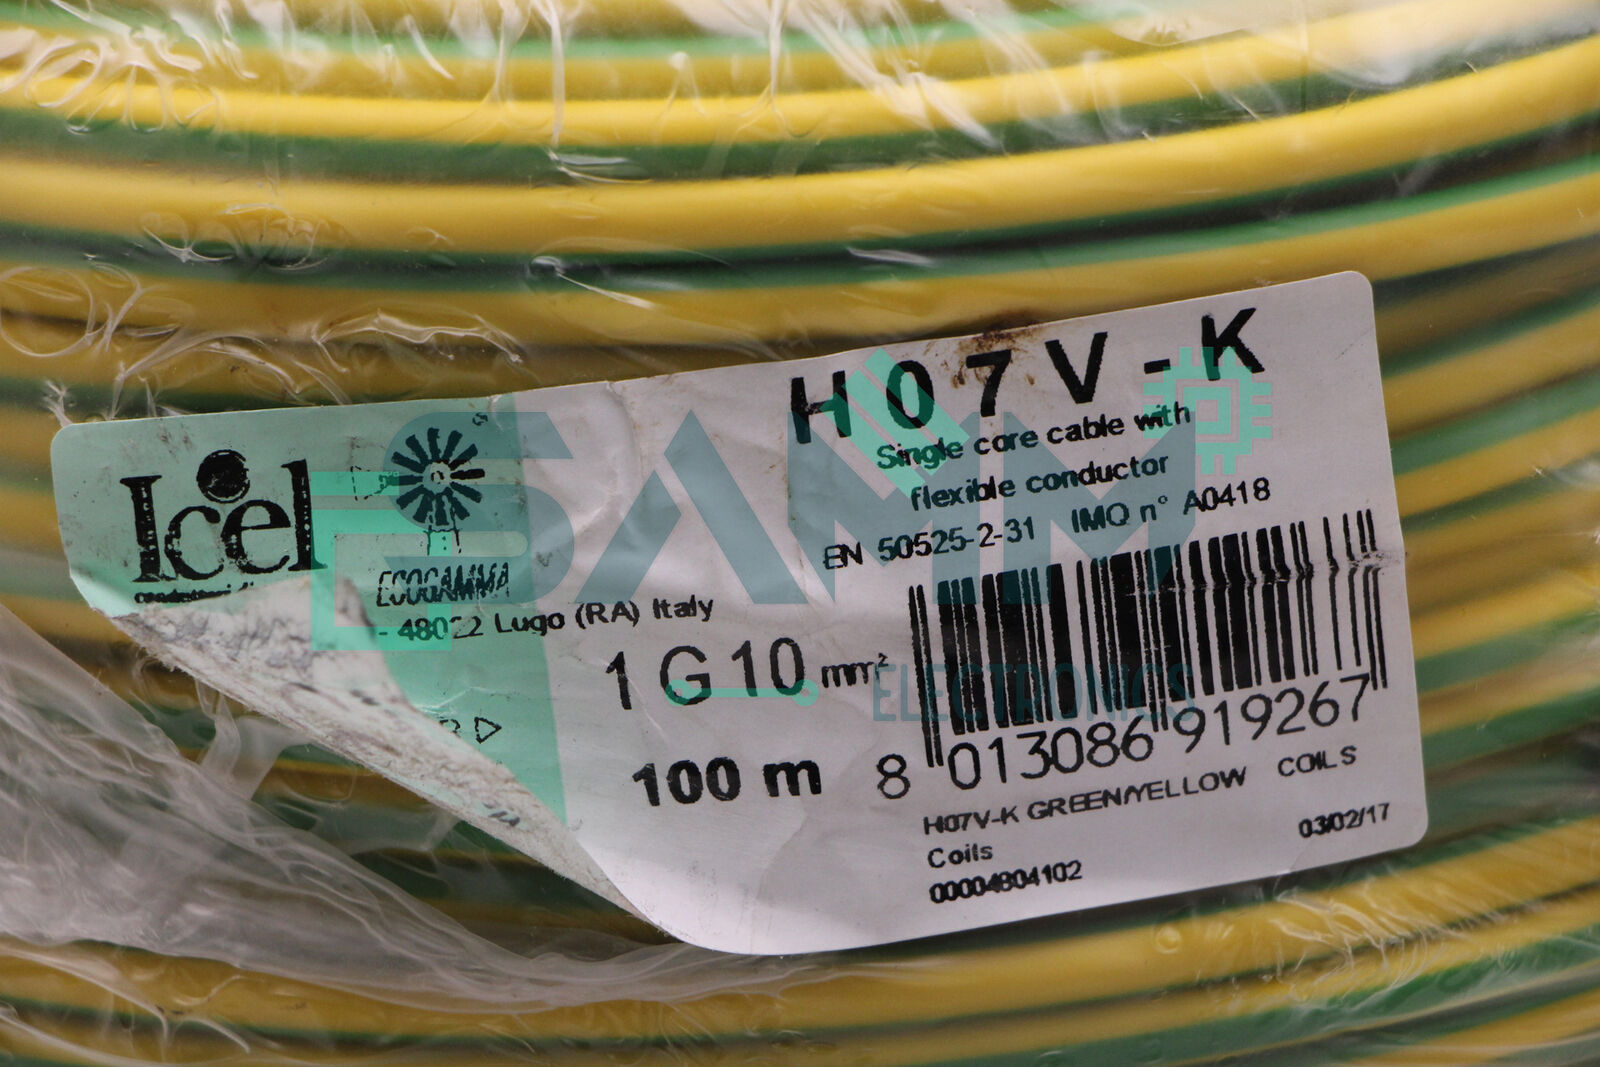 H07V-K
Single core cable with
flexible conductor
EN 50525-2-31 IMQ n° A0418
Icel
ECOGAMMA
- 48022 Lugo (RA) Italy
1 G 10 mm²
100 m
8 013086 919267
H07V-K GREEN/YELLOW COILS
Coils
03/02/17
00004804102
SAMM
ELECTRONICS